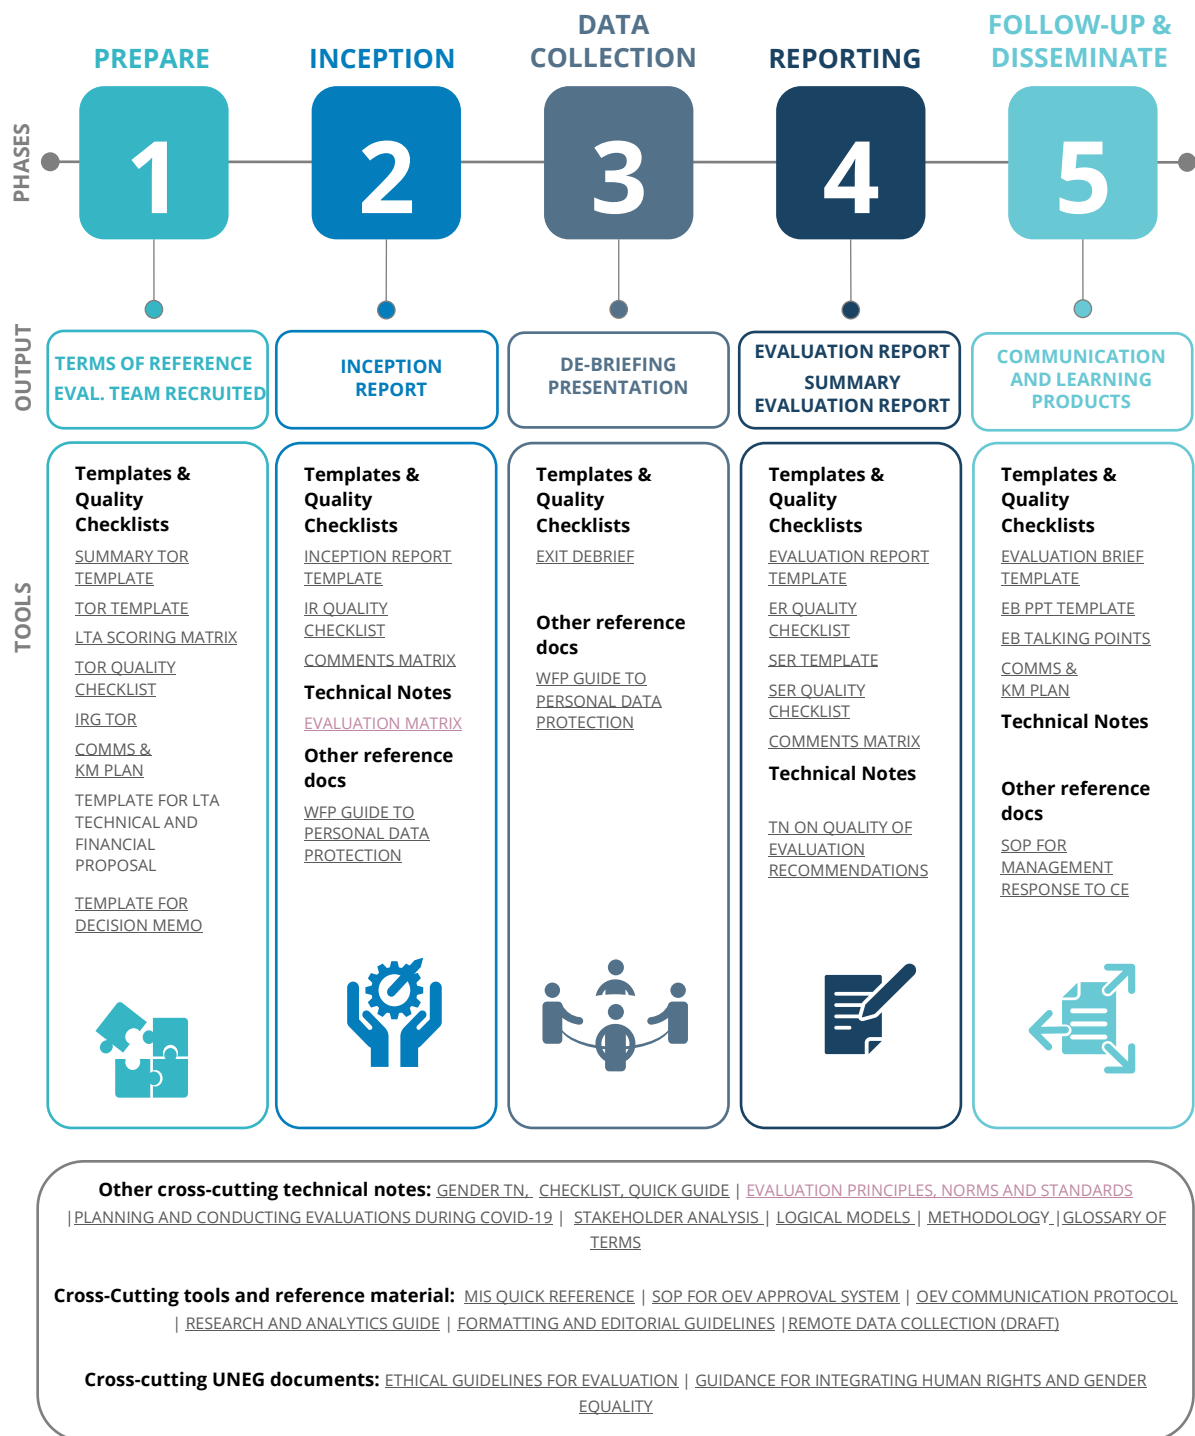 PREPARE
INCEPTION
DATA
COLLECTION
REPORTING
FOLLOW-UP &
DISSEMINATE
PHASES
1
2
3
4
5
OUTPUT
TERMS OF REFERENCE
EVAL. TEAM RECRUITED
INCEPTION
REPORT
DE-BRIEFING
PRESENTATION
EVALUATION REPORT
SUMMARY
EVALUATION REPORT
COMMUNICATION
AND LEARNING
PRODUCTS
TOOLS
Templates &
Quality
Checklists
SUMMARY TOR
TEMPLATE
TOR TEMPLATE
LTA SCORING MATRIX
TOR QUALITY
CHECKLIST
IRG TOR
COMMS &
KM PLAN
TEMPLATE FOR LTA
TECHNICAL AND
FINANCIAL
PROPOSAL
TEMPLATE FOR
DECISION MEMO
Templates &
Quality
Checklists
INCEPTION REPORT
TEMPLATE
IR QUALITY
CHECKLIST
COMMENTS MATRIX
Technical Notes
EVALUATION MATRIX
Other reference
docs
WFP GUIDE TO
PERSONAL DATA
PROTECTION
Templates &
Quality
Checklists
EXIT DEBRIEF
Other reference
docs
WFP GUIDE TO
PERSONAL DATA
PROTECTION
Templates &
Quality
Checklists
EVALUATION REPORT
TEMPLATE
ER QUALITY
CHECKLIST
SER TEMPLATE
SER QUALITY
CHECKLIST
COMMENTS MATRIX
Technical Notes
TN ON QUALITY OF
EVALUATION
RECOMMENDATIONS
Templates &
Quality
Checklists
EVALUATION BRIEF
TEMPLATE
EB PPT TEMPLATE
EB TALKING POINTS
COMMS &
KM PLAN
Technical Notes
Other reference
docs
SOP FOR
MANAGEMENT
RESPONSE TO CE
Other cross-cutting technical notes: GENDER TN, CHECKLIST, QUICK GUIDE | EVALUATION PRINCIPLES, NORMS AND STANDARDS
|PLANNING AND CONDUCTING EVALUATIONS DURING COVID-19 | STAKEHOLDER ANALYSIS | LOGICAL MODELS | METHODOLOGY |GLOSSARY OF
TERMS
Cross-Cutting tools and reference material: MIS QUICK REFERENCE | SOP FOR OEV APPROVAL SYSTEM | OEV COMMUNICATION PROTOCOL
| RESEARCH AND ANALYTICS GUIDE | FORMATTING AND EDITORIAL GUIDELINES |REMOTE DATA COLLECTION (DRAFT)
Cross-cutting UNEG documents: ETHICAL GUIDELINES FOR EVALUATION | GUIDANCE FOR INTEGRATING HUMAN RIGHTS AND GENDER
EQUALITY